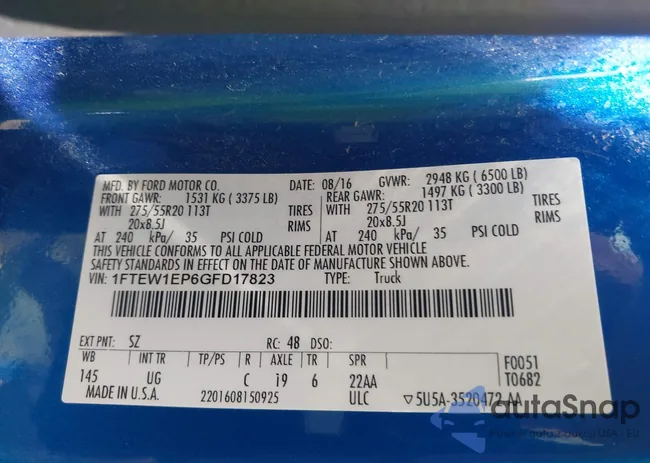 MFD. BY FORD MOTOR CO. DATE: 08/16 GVWR: 2948 KG ( 6500 LB)
FRONT GAWR: 1531 KG ( 3375 LB) REAR GAWR: 1497 KG ( 3300 LB)
WITH 275/55R20 113T TIRES WITH 275/55R20 113T TIRES
20x8.5J RIMS 20x8.5J RIMS
AT 240 kPa/ 35 PSI COLD AT 240 kPa/ 35 PSI COLD
THIS VEHICLE CONFORMS TO ALL APPLICABLE FEDERAL MOTOR VEHICLE
SAFETY STANDARDS IN EFFECT ON THE DATE OF MANUFACTURE SHOWN ABOVE.
VIN: 1FTEW1EP6GFD17823 TYPE: Truck
EXT PNT: SZ RC: 48 DSO:
WB INT TR TP/PS R AXLE TR SPR F0051
145 UG C i9 6 22AA T0682
MADE IN U.S.A. 2201608150925 ULC ▽ 5U5A-3520472-AA
autoSnap